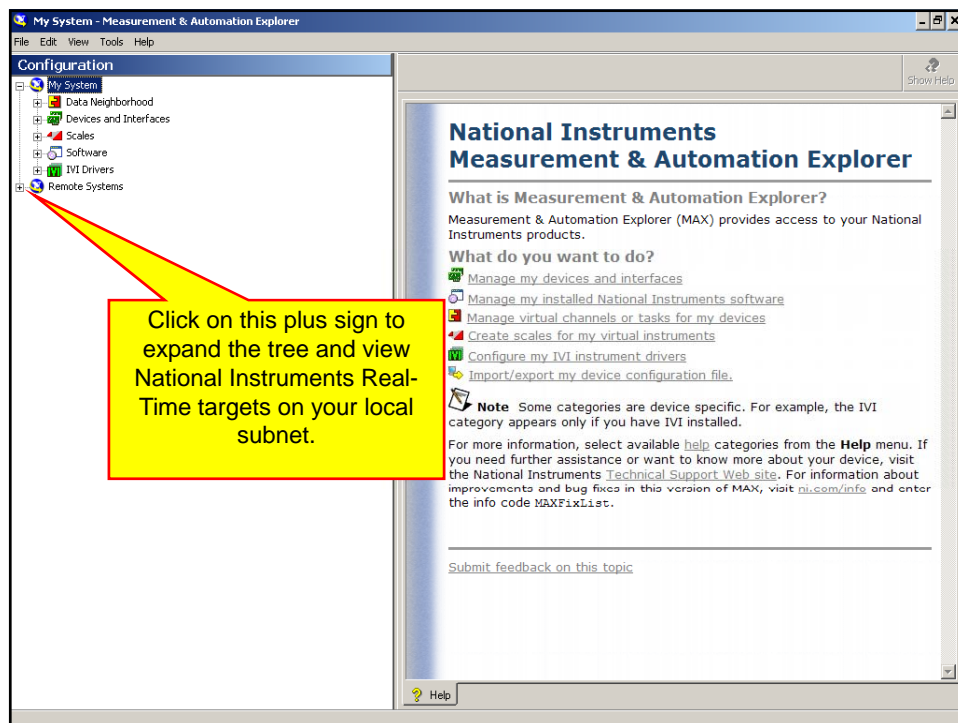 My System - Measurement & Automation Explorer
File Edit View Tools Help
Configuration
My System
Data Neighborhood
Devices and Interfaces
Scales
Software
IVI Drivers
Remote Systems
Click on this plus sign to
expand the tree and view
National Instruments Real-
Time targets on your local
subnet.
Show Help
National Instruments
Measurement & Automation Explorer
What is Measurement & Automation Explorer?
Measurement & Automation Explorer (MAX) provides access to your National
Instruments products.
What do you want to do?
Manage my devices and interfaces
Manage my installed National Instruments software
Manage virtual channels or tasks for my devices
Create scales for my virtual instruments
IVI Configure my IVI instrument drivers
Import/export my device configuration file.
Note Some categories are device specific. For example, the IVI
category appears only if you have IVI installed.
For more information, select available help categories from the Help menu. If
you need further assistance or want to know more about your device, visit
the National Instruments Technical Support Web site. For information about
improvements and bug fixes in this version of MAX, visit ni.com/info and enter
the info code MAXFixList.
Submit feedback on this topic
Help